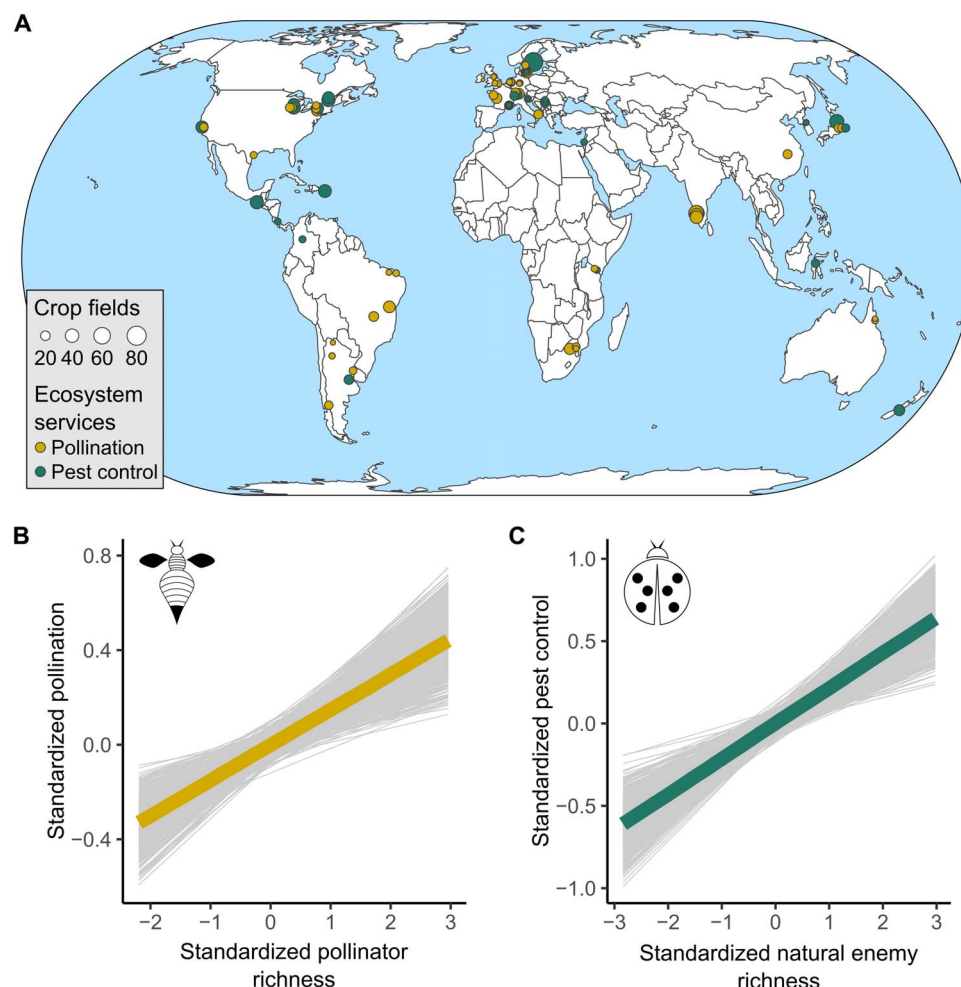 A
Crop fields
20 40 60 80
Ecosystem
services
Pollination
Pest control
B
0.8
0.4
0.0
−0.4
Standardized pollination
−2 −1 0 1 2 3
Standardized pollinator
richness
C
1.0
0.5
0.0
−0.5
−1.0
Standardized pest control
−3 −2 −1 0 1 2 3
Standardized natural enemy
richness